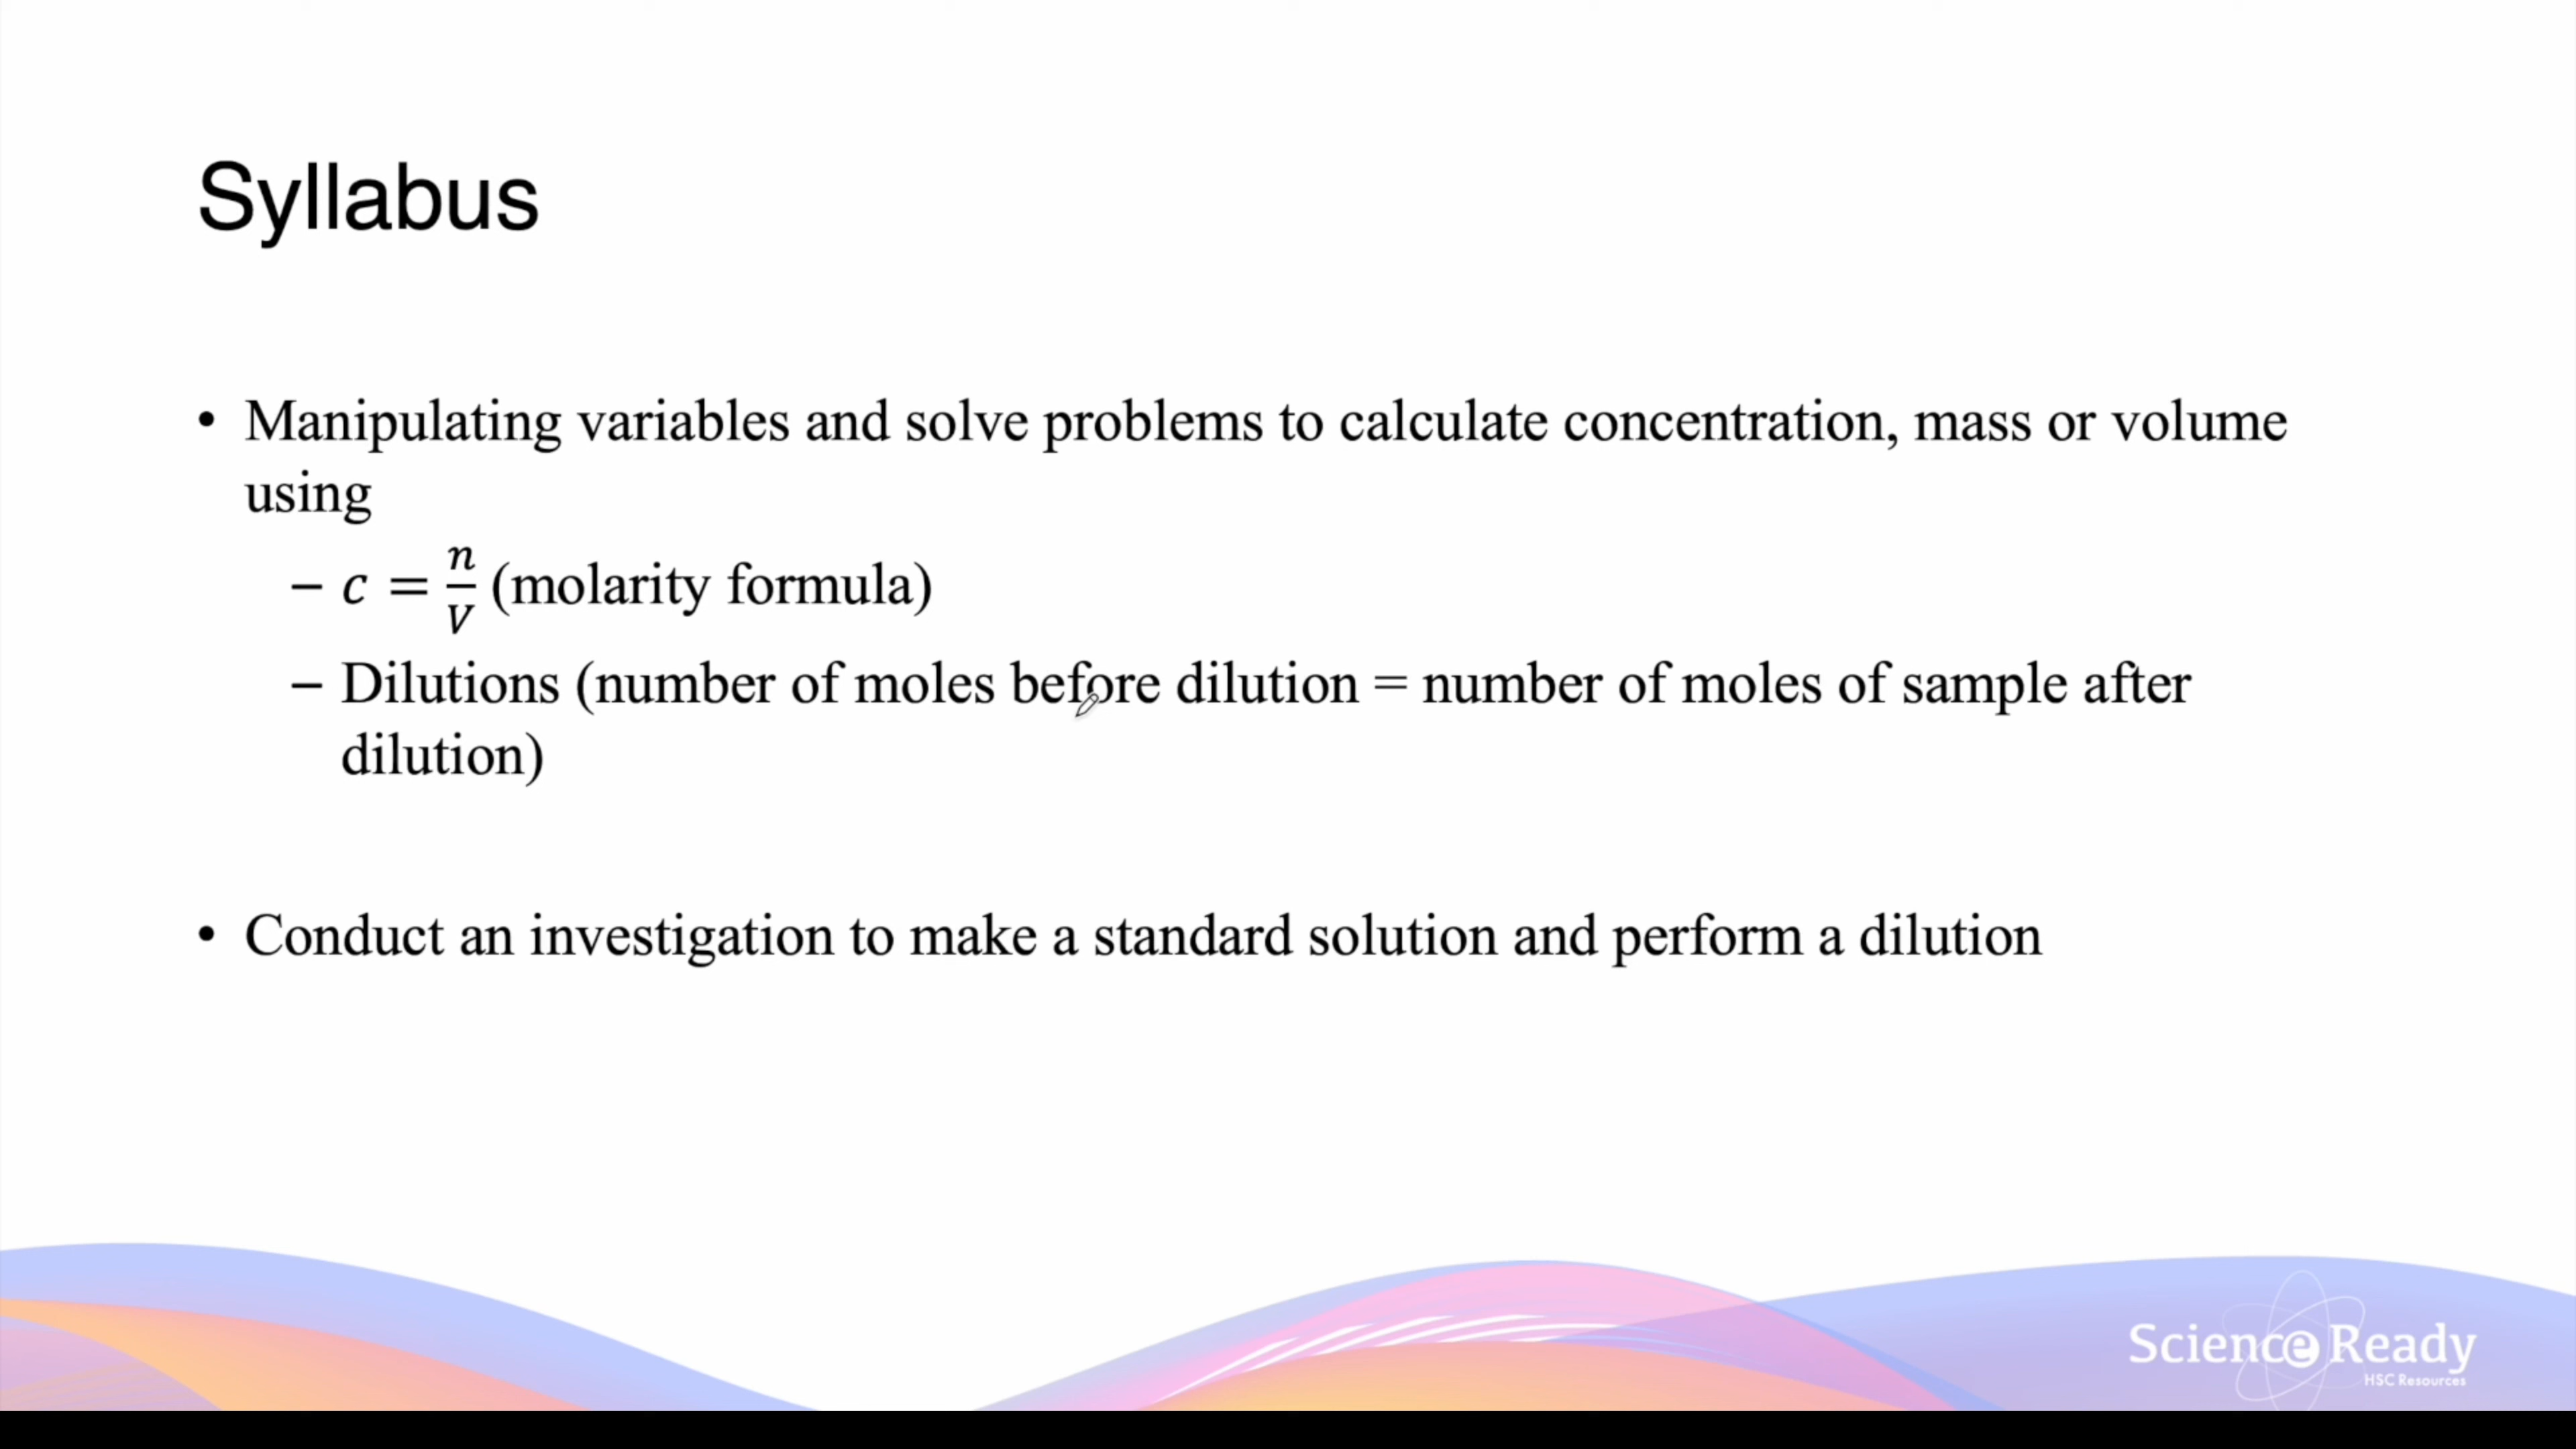 Syllabus
• Manipulating variables and solve problems to calculate concentration, mass or volume
using
– c = n/V (molarity formula)
– Dilutions (number of moles before dilution = number of moles of sample after
dilution)
• Conduct an investigation to make a standard solution and perform a dilution
Science Ready
HSC Resources